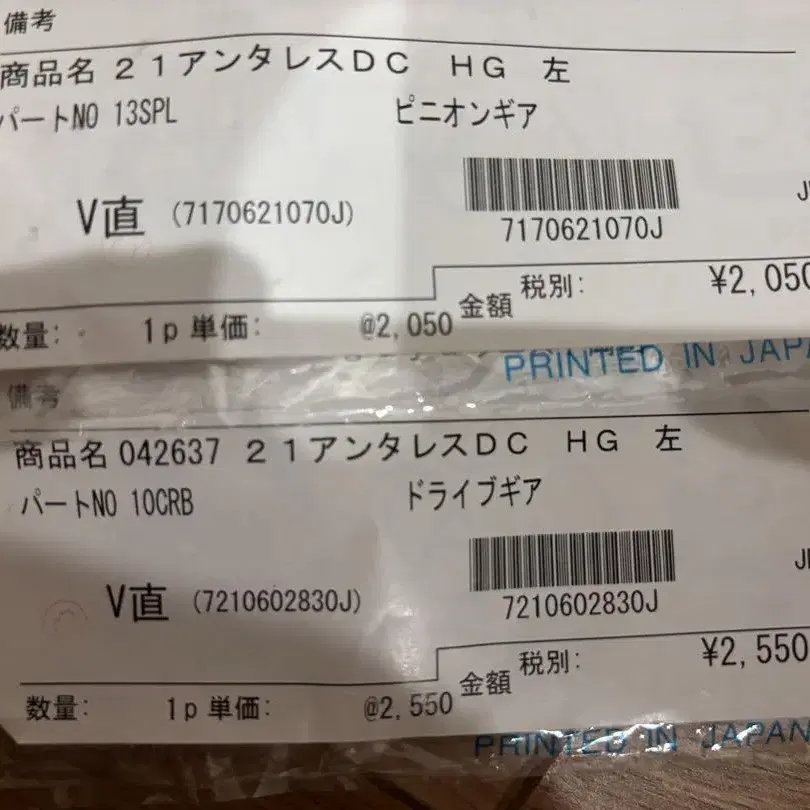 備考
商品名 21アンタレスDC HG 左
パートNO 13SPL ピニオンギア
V直 (7170621070J)
7170621070J
税別: ¥2,050
数量: 1p 単価: @2,050 金額
PRINTED IN JAPA
備考
商品名 042637 21アンタレスDC HG 左
パートNO 10CRB ドライブギア
V直 (7210602830J)
7210602830J
税別: ¥2,550
数量: 1p 単価: @2,550 金額
PRINTED IN JAPAN